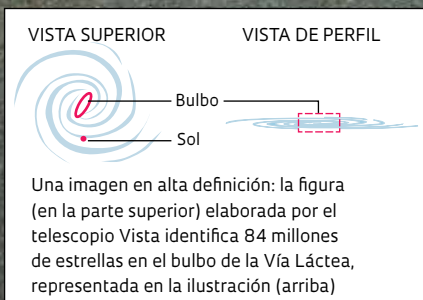 VISTA SUPERIOR
VISTA DE PERFIL
Bulbo
Sol
Una imagen en alta definición: la figura
(en la parte superior) elaborada por el
telescopio Vista identifica 84 millones
de estrellas en el bulbo de la Vía Láctea,
representada en la ilustración (arriba)